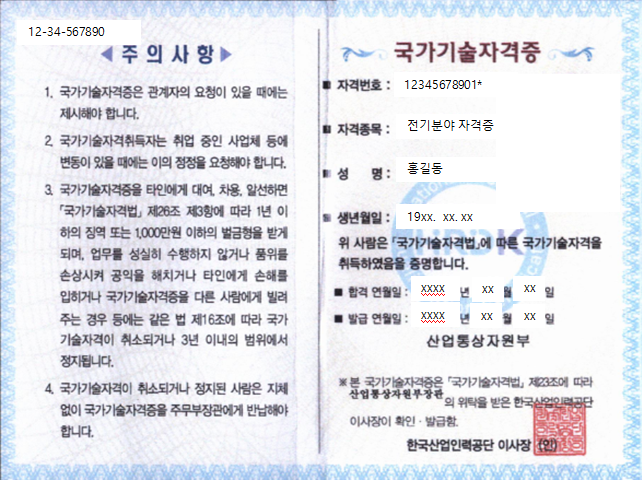 12-34-567890
◀ 주 의 사 항 ▶
1. 국가기술자격증은 관계자의 요청이 있을 때에는
제시해야 합니다.
2. 국가기술자격취득자는 취업 중인 사업체 등에
변동이 있을 때에는 이의 정정을 요청해야 합니다.
3. 국가기술자격증을 타인에게 대여, 차용, 알선하면
「국가기술자격법」 제26조 제3항에 따라 1년 이
하의 징역 또는 1,000만원 이하의 벌금형을 받게
되며, 업무를 성실히 수행하지 않거나 품위를
손상시켜 공익을 해치거나 타인에게 손해를
입히거나 국가기술자격증을 다른 사람에게 빌려
주는 경우 등에는 같은 법 제16조에 따라 국가
기술자격이 취소되거나 3년 이내의 범위에서
정지됩니다.
4. 국가기술자격이 취소되거나 정지된 사람은 지체
없이 국가기술자격증을 주무부장관에게 반납해야
합니다.
국가기술자격증
■ 자격번호 : 12345678901*
■ 자격종목 : 전기분야 자격증
■ 성 명 : 홍길동
■ 생년월일 : 19xx. xx. xx
위 사람은 「국가기술자격법」에 따른 국가기술자격을
취득하였음을 증명합니다.
■ 합격 연월일 : xxxx 년 xx 월 xx 일
■ 발급 연월일 : xxxx 년 xx 월 xx 일
산업통상자원부
※ 본 국가기술자격증은 「국가기술자격법」 제23조에 따라
산업통상자원부장관의 위탁을 받은 한국산업인력공단
이사장이 확인 · 발급함.
한국산업인력공단 이사장 (인)
HRDK